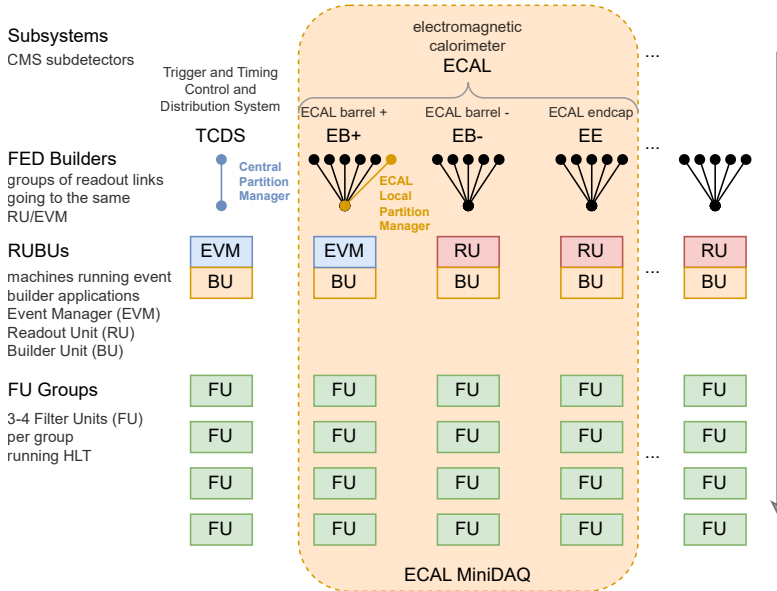 Subsystems
CMS subdetectors
electromagnetic
calorimeter
ECAL
...
Trigger and Timing
Control and
Distribution System
TCDS
ECAL barrel +
EB+
ECAL barrel -
EB-
ECAL endcap
EE
...
FED Builders
groups of readout links
going to the same
RU/EVM
Central
Partition
Manager
ECAL
Local
Partition
Manager
RUBUs
machines running event
builder applications
Event Manager (EVM)
Readout Unit (RU)
Builder Unit (BU)
EVM EVM RU RU RU
BU BU BU BU ... BU
FU Groups
3-4 Filter Units (FU)
per group
running HLT
FU FU FU FU FU
FU FU FU FU FU
...
FU FU FU FU FU
FU FU FU FU FU
ECAL MiniDAQ